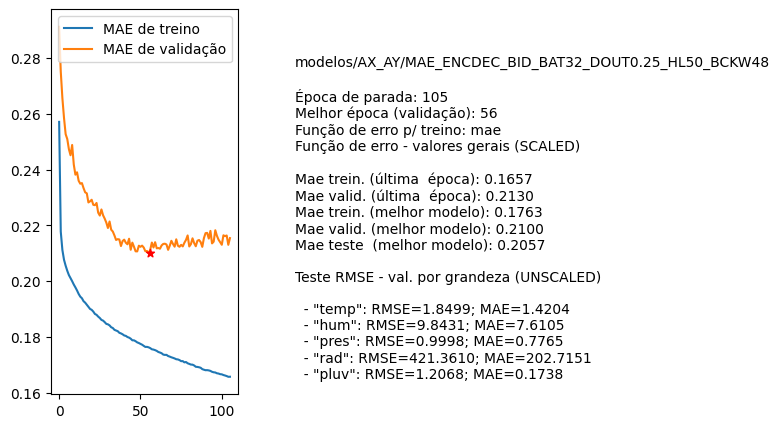 MAE de treino
MAE de validação
0.28
0.26
0.24
0.22
0.20
0.18
0.16
0
50
100
modelos/AX_AY/MAE_ENCDEC_BID_BAT32_DOUT0.25_HL50_BCKW48
Época de parada: 105
Melhor época (validação): 56
Função de erro p/ treino: mae
Função de erro - valores gerais (SCALED)
Mae trein. (última  época): 0.1657
Mae valid. (última  época): 0.2130
Mae trein. (melhor modelo): 0.1763
Mae valid. (melhor modelo): 0.2100
Mae teste  (melhor modelo): 0.2057
Teste RMSE - val. por grandeza (UNSCALED)
- "temp": RMSE=1.8499; MAE=1.4204
- "hum": RMSE=9.8431; MAE=7.6105
- "pres": RMSE=0.9998; MAE=0.7765
- "rad": RMSE=421.3610; MAE=202.7151
- "pluv": RMSE=1.2068; MAE=0.1738